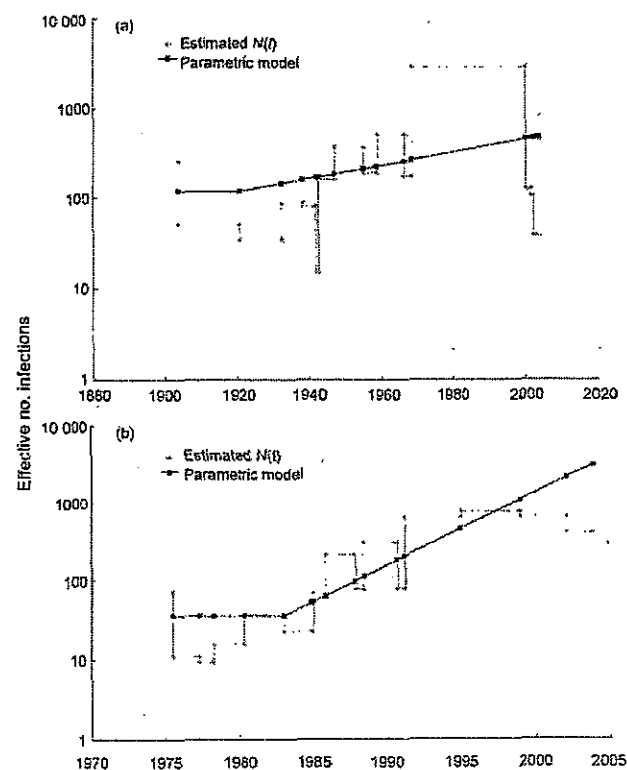 (a)
Estimated N(t)
Parametric model
10 000
1000
100
10
1
1880 1900 1920 1940 1960 1980 2000 2020
Effective no. infections
(b)
Estimated N(t)
Parametric model
10 000
1000
100
10
1
1970 1975 1980 1985 1990 1995 2000 2005